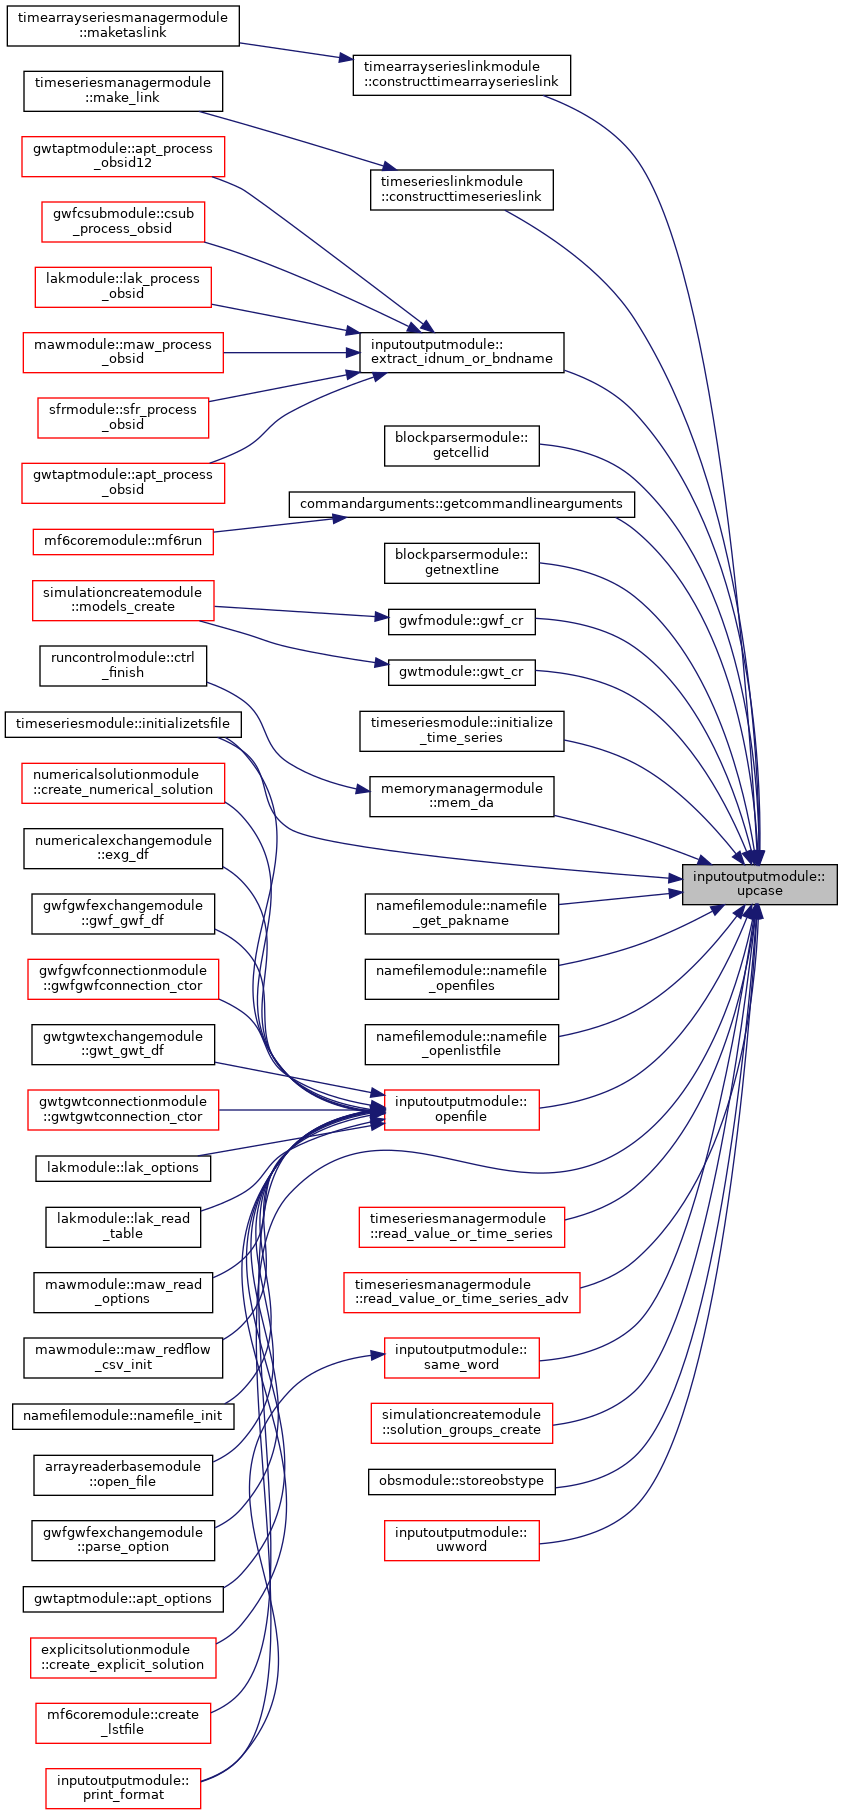 timearrayseriesmanagermodule
::maketaslink
timeseriesmanagermodule
::make_link
gwtaptmodule::apt_process
_obsid12
gwfcsubmodule::csub
_process_obsid
lakmodule::lak_process
_obsid
mawmodule::maw_process
_obsid
sfrmodule::sfr_process
_obsid
gwtaptmodule::apt_process
_obsid
mf6coremodule::mf6run
simulationcreatemodule
::models_create
runcontrolmodule::ctrl
_finish
timeseriesmodule::initializetsfile
numericalsolutionmodule
::create_numerical_solution
numericalexchangemodule
::exg_df
gwfgwfexchangemodule
::gwf_gwf_df
gwfgwfconnectionmodule
::gwfgwfconnection_ctor
gwtgwtexchangemodule
::gwt_gwt_df
gwtgwtconnectionmodule
::gwtgwtconnection_ctor
lakmodule::lak_options
lakmodule::lak_read
_table
mawmodule::maw_read
_options
mawmodule::maw_redflow
_csv_init
namefilemodule::namefile_init
arrayreaderbasemodule
::open_file
gwfgwfexchangemodule
::parse_option
gwtaptmodule::apt_options
explicitsolutionmodule
::create_explicit_solution
mf6coremodule::create
_lstfile
inputoutputmodule::
print_format
timearrayserieslinkmodule
::constructtimearrayserieslink
timeserieslinkmodule
::constructtimeserieslink
inputoutputmodule::
extract_idnum_or_bndname
blockparsermodule::
getcellid
commandarguments::getcommandlinearguments
blockparsermodule::
getnextline
gwfmodule::gwf_cr
gwtmodule::gwt_cr
timeseriesmodule::initialize
_time_series
memorymanagermodule
::mem_da
namefilemodule::namefile
_get_pakname
namefilemodule::namefile
_openfiles
namefilemodule::namefile
_openlistfile
inputoutputmodule::
openfile
timeseriesmanagermodule
::read_value_or_time_series
timeseriesmanagermodule
::read_value_or_time_series_adv
inputoutputmodule::
same_word
simulationcreatemodule
::solution_groups_create
obsmodule::storeobstype
inputoutputmodule::
uwword
inputoutputmodule::
upcase